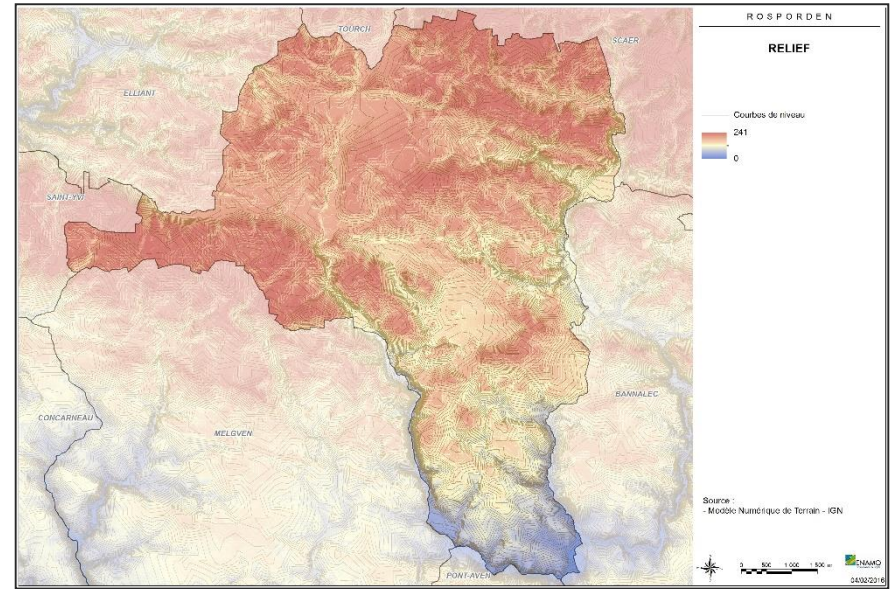 TOURCH
SCAER
ELLIANT
SAINT-YVI
CONCARNEAU
MELGVEN
BANNALEC
PONT-AVEN
ROSPORDEN
RELIEF
Courbes de niveau
241
0
Source :
- Modèle Numérique de Terrain - IGN
0 500 1 000 1 500 m
ENAMO
04/02/2016